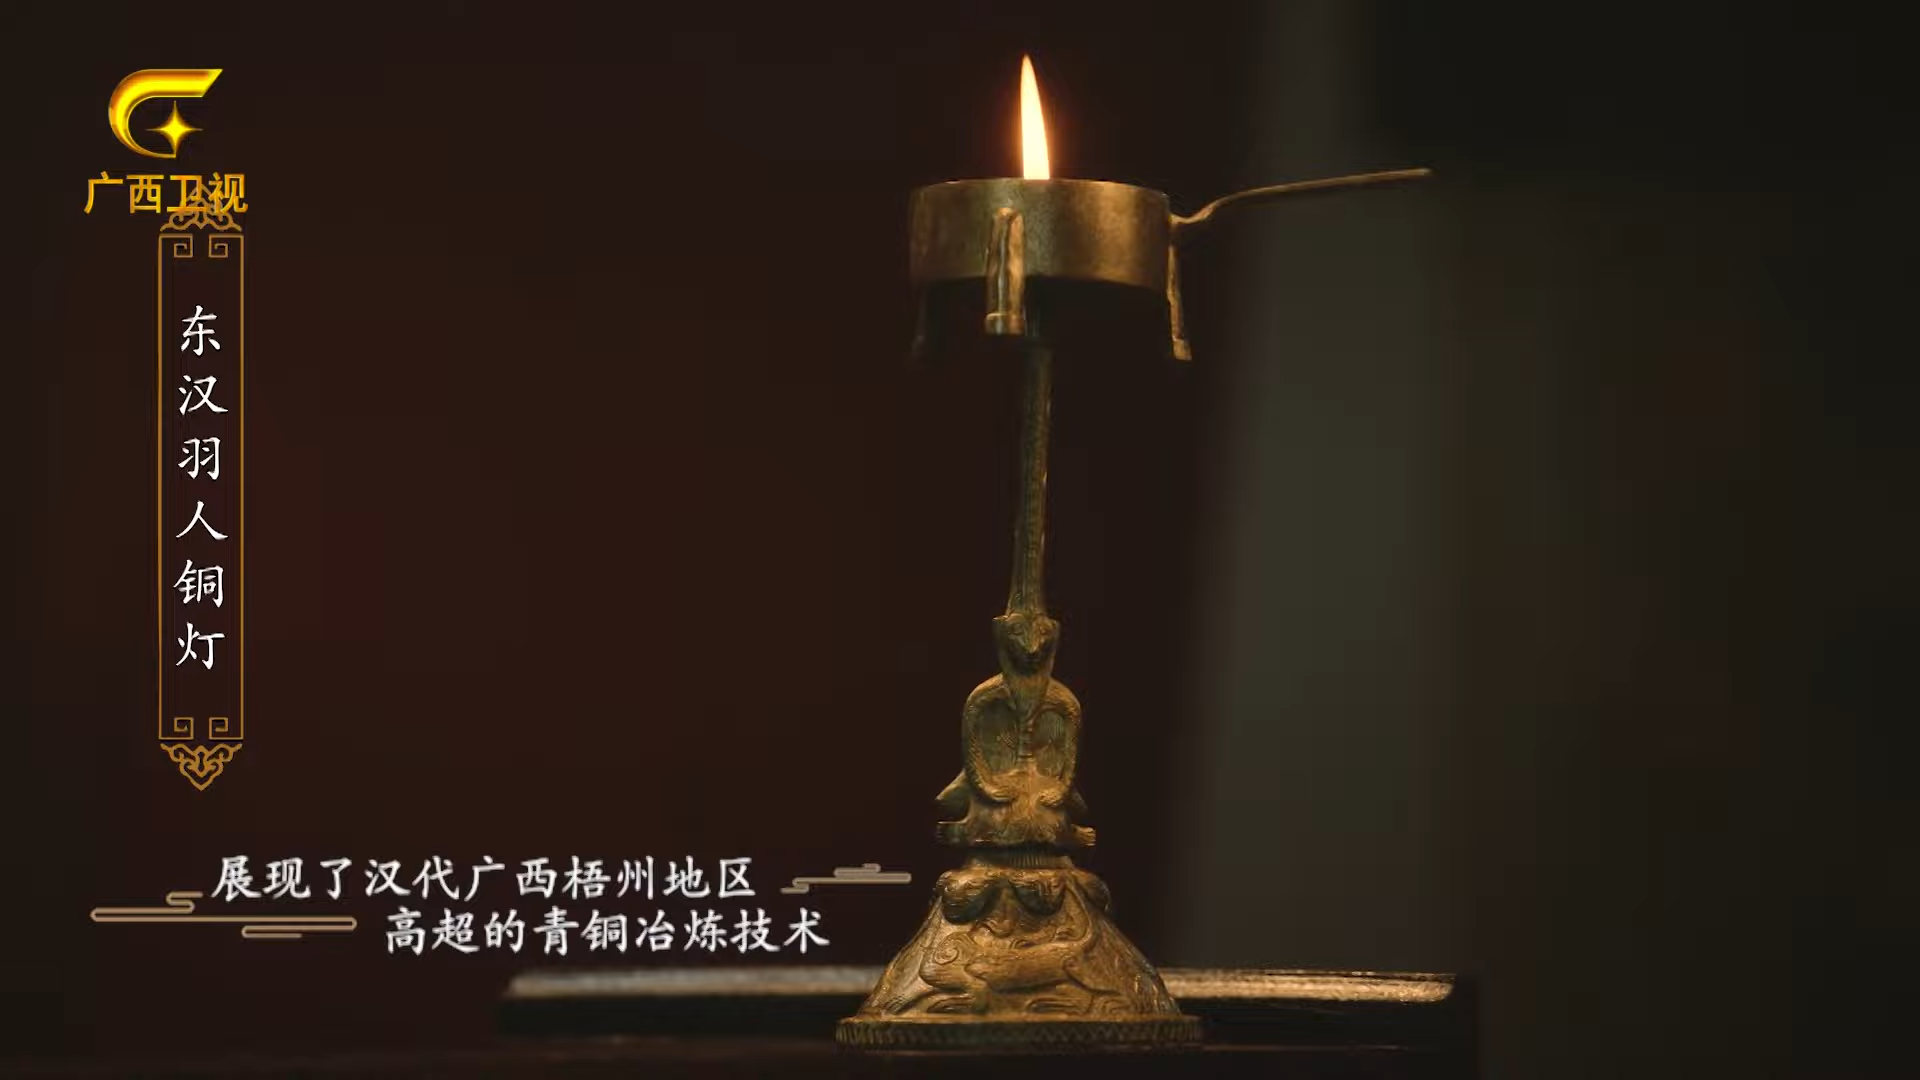 广西卫视
东汉羽人铜灯
展现了汉代广西梧州地区
高超的青铜冶炼技术